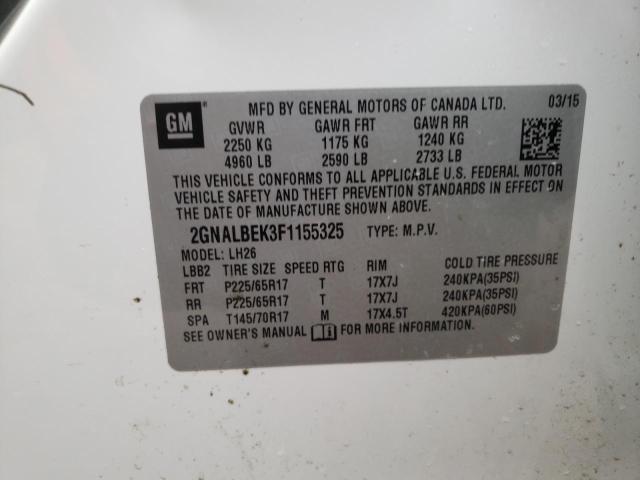 GM
MFD BY GENERAL MOTORS OF CANADA LTD. 03/15
GVWR GAWR FRT GAWR RR
2250 KG 1175 KG 1240 KG
4960 LB 2590 LB 2733 LB
THIS VEHICLE CONFORMS TO ALL APPLICABLE U.S. FEDERAL MOTOR
VEHICLE SAFETY AND THEFT PREVENTION STANDARDS IN EFFECT ON
THE DATE OF MANUFACTURE SHOWN ABOVE.
2GNALBEK3F1155325 TYPE: M.P.V.
MODEL: LH26
LBB2 TIRE SIZE SPEED RTG RIM COLD TIRE PRESSURE
FRT P225/65R17 T 17X7J 240KPA(35PSI)
RR P225/65R17 T 17X7J 240KPA(35PSI)
SPA T145/70R17 M 17X4.5T 420KPA(60PSI)
SEE OWNER'S MANUAL FOR MORE INFORMATION.